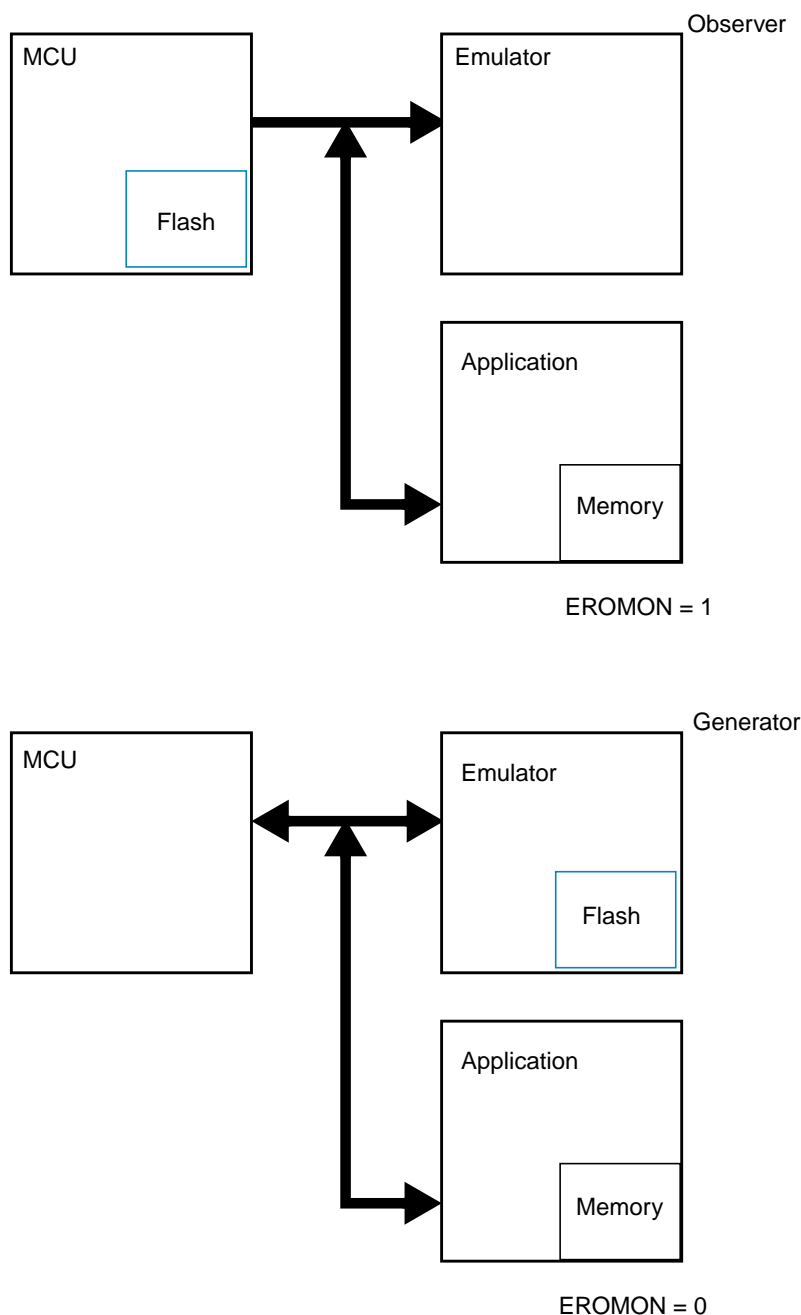 Observer
MCU
Emulator
Flash
Application
Memory
EROMON = 1
Generator
MCU
Emulator
Flash
Application
Memory
EROMON = 0